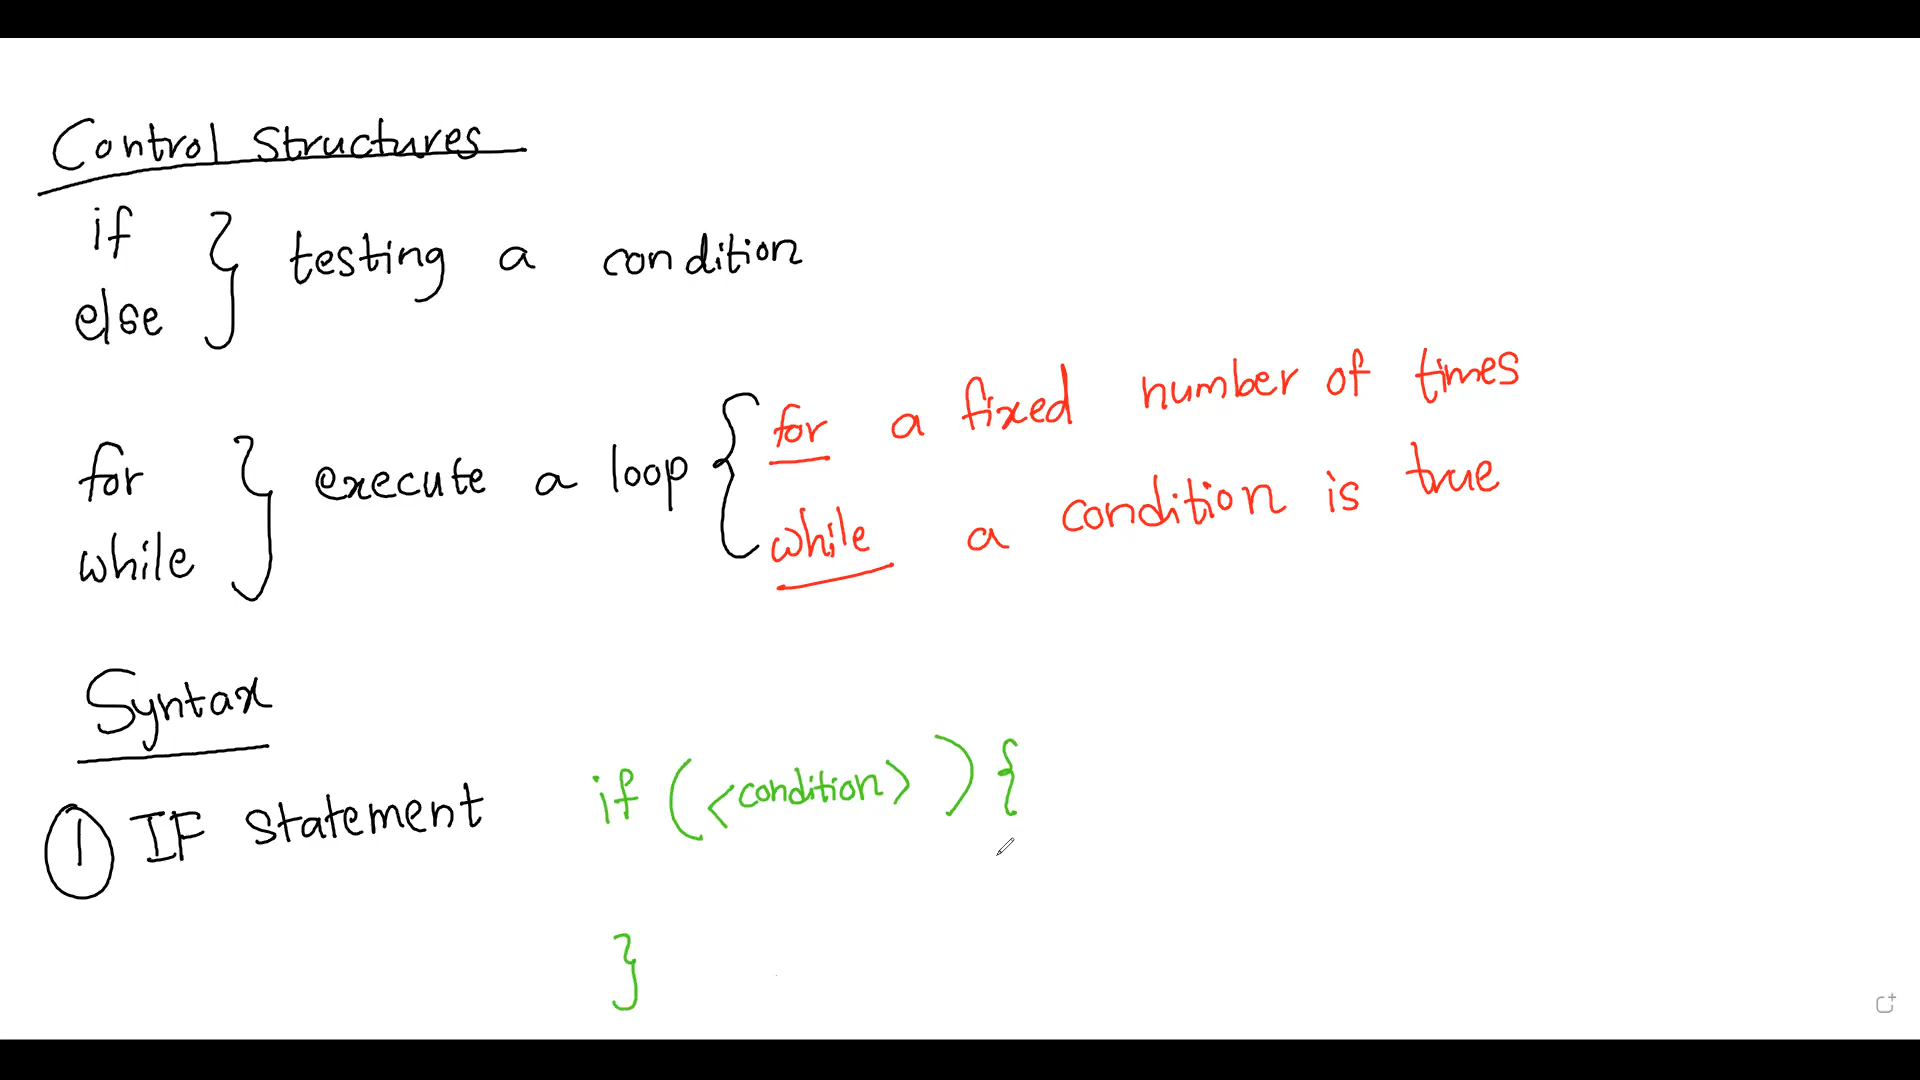 Control Structures
if
else
} testing a condition
for
while
} execute a loop {
for a fixed number of times
while a condition is true
Syntax
① IF statement if (<condition>) {
}